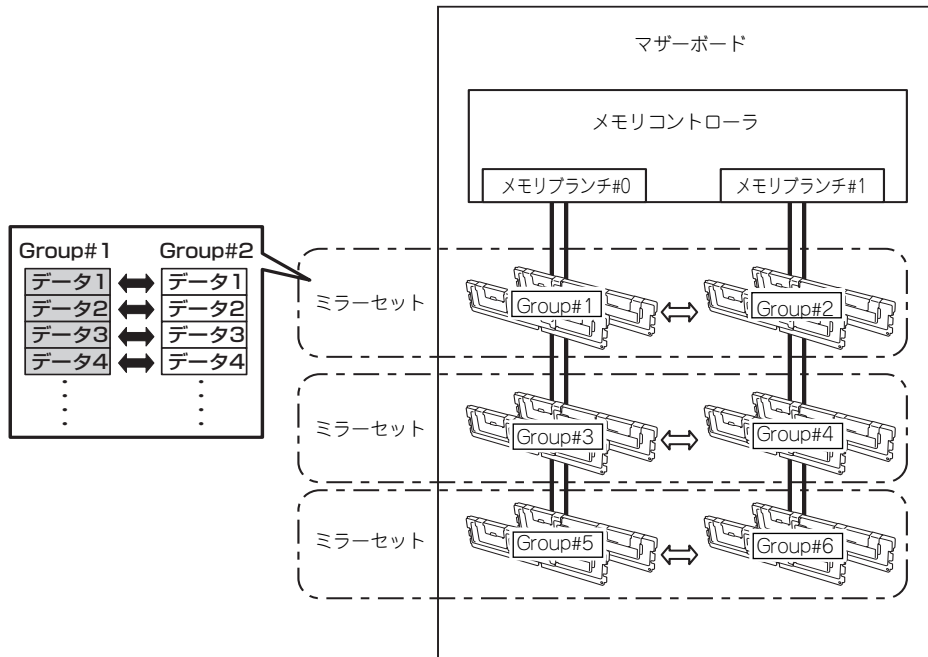 マザーボード
メモリコントローラ
メモリブランチ#0
メモリブランチ#1
Group#1
Group#2
データ1
データ1
データ2
データ2
データ3
データ3
データ4
データ4
ミラーセット
Group#1
Group#2
ミラーセット
Group#3
Group#4
ミラーセット
Group#5
Group#6